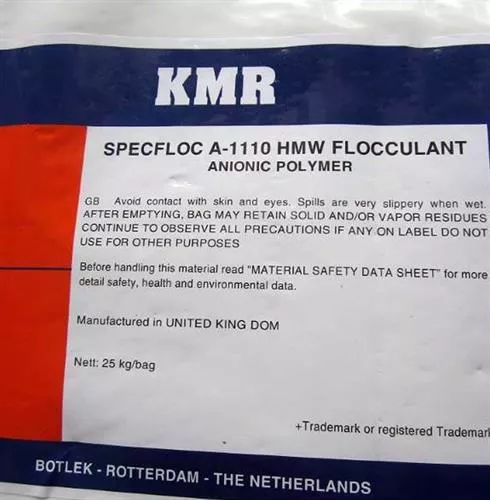 KMR
SPECFLOC A-1110 HMW FLOCCULANT
ANIONIC POLYMER
GB Avoid contact with skin and eyes. Spills are very slippery when wet.
AFTER EMPTYING, BAG MAY RETAIN SOLID AND/OR VAPOR RESIDUES
CONTINUE TO OBSERVE ALL PRECAUTIONS IF ANY ON LABEL DO NOT
USE FOR OTHER PURPOSES
Before handling this material read "MATERIAL SAFETY DATA SHEET" for more
detail safety, health and environmental data.
Manufactured in UNITED KING DOM
Nett: 25 kg/bag
+Trademark or registered Trademark
BOTLEK - ROTTERDAM - THE NETHERLANDS